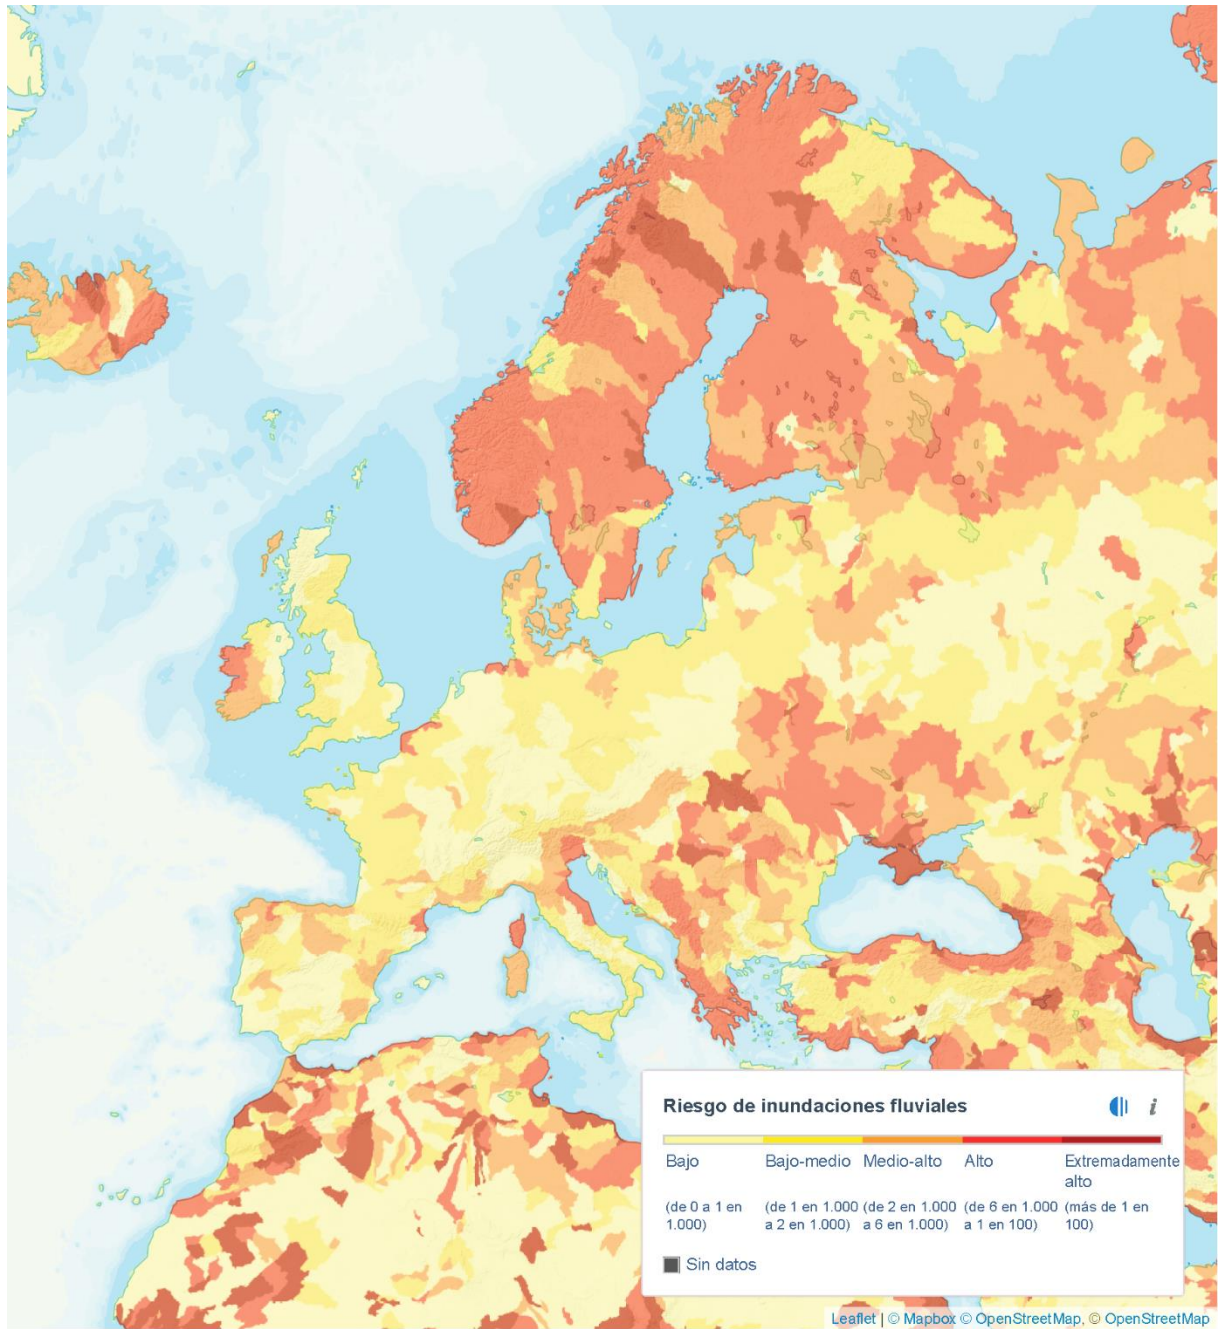 Riesgo de inundaciones fluviales
i
Bajo
Bajo-medio
Medio-alto
Alto
Extremadamente
alto
(de 0 a 1 en
1.000)
(de 1 en 1.000
a 2 en 1.000)
(de 2 en 1.000
a 6 en 1.000)
(de 6 en 1.000
a 1 en 100)
(más de 1 en
100)
Sin datos
Leaflet | © Mapbox © OpenStreetMap, © OpenStreetMap